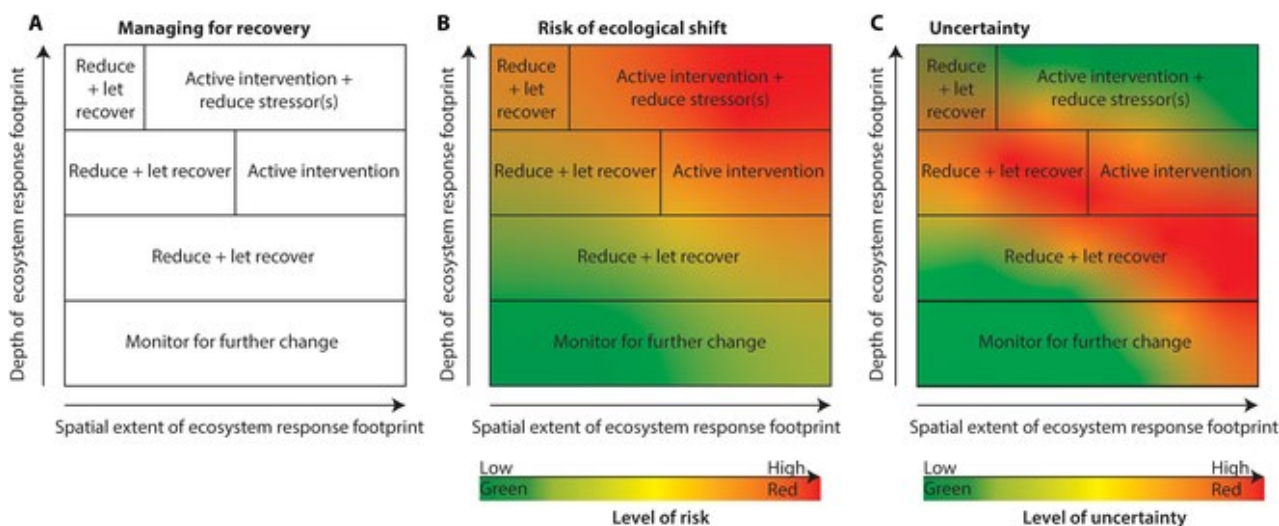 A
Managing for recovery
Depth of ecosystem response footprint
Reduce
+ let
recover
Active intervention +
reduce stressor(s)
Reduce + let recover
Active intervention
Reduce + let recover
Monitor for further change
Spatial extent of ecosystem response footprint
B
Risk of ecological shift
Depth of ecosystem response footprint
Reduce
+ let
recover
Active intervention +
reduce stressor(s)
Reduce + let recover
Active intervention
Reduce + let recover
Monitor for further change
Spatial extent of ecosystem response footprint
Low
High
Green
Red
Level of risk
C
Uncertainty
Depth of ecosystem response footprint
Reduce
+ let
recover
Active intervention +
reduce stressor(s)
Reduce + let recover
Active intervention
Reduce + let recover
Monitor for further change
Spatial extent of ecosystem response footprint
Low
High
Green
Red
Level of uncertainty